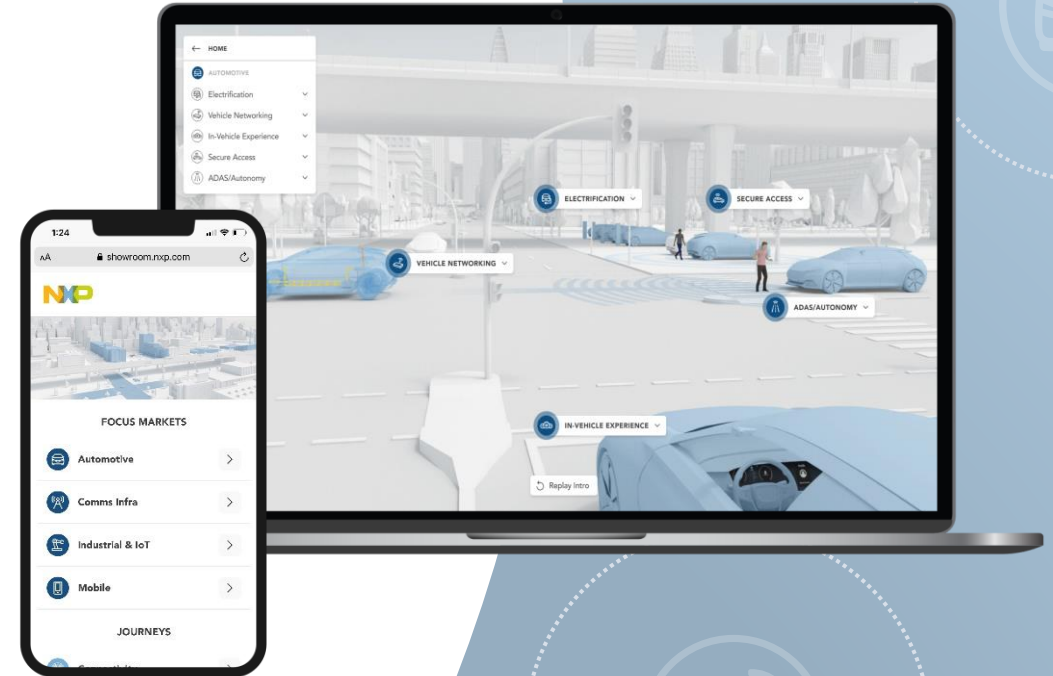 ← HOME
AUTOMOTIVE
Electrification
Vehicle Networking
In-Vehicle Experience
Secure Access
ADAS/Autonomy
ELECTRIFICATION
SECURE ACCESS
VEHICLE NETWORKING
ADAS/AUTONOMY
IN-VEHICLE EXPERIENCE
Replay Intro
1:24
AA showroom.nxp.com
NXP
FOCUS MARKETS
Automotive
Comms Infra
Industrial & IoT
Mobile
JOURNEYS